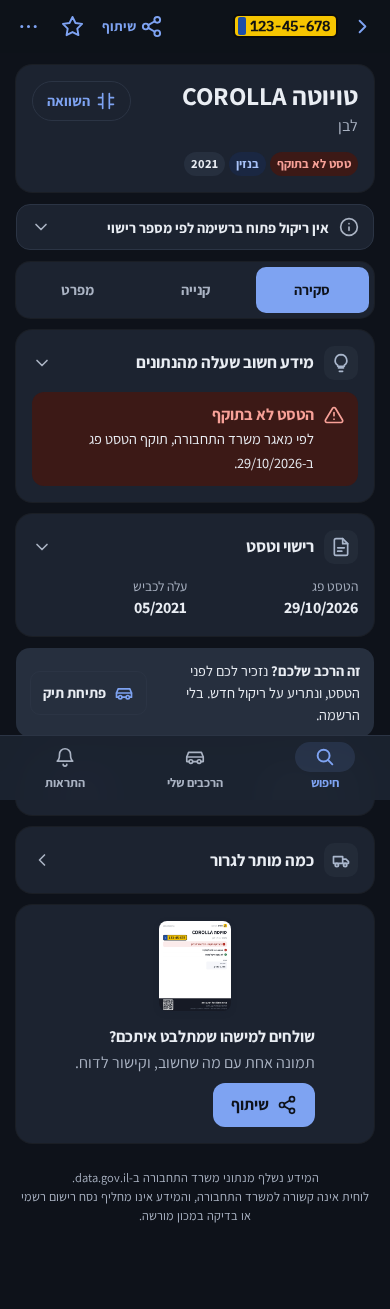 123-45-678
שיתוף
טויוטה COROLLA
השוואה
לבן
טסט לא בתוקף
בנזין
2021
אין ריקול פתוח ברשימה לפי מספר רישוי
סקירה
קנייה
מפרט
מידע חשוב שעלה מהנתונים
הטסט לא בתוקף
לפי מאגר משרד התחבורה, תוקף הטסט פג
ב-29/10/2026.
רישוי וטסט
הטסט פג
עלה לכביש
29/10/2026
05/2021
זה הרכב שלכם? נזכיר לכם לפני
הטסט, ונתריע על ריקול חדש. בלי
הרשמה.
פתיחת תיק
חיפוש
הרכבים שלי
התראות
כמה מותר לגרור
שולחים למישהו שמתלבט איתכם?
תמונה אחת עם מה שחשוב, וקישור לדוח.
שיתוף
המידע נשלף מנתוני משרד התחבורה ב-data.gov.il.
לוחית אינה קשורה למשרד התחבורה, והמידע אינו מחליף נסח רישום רשמי
או בדיקה במכון מורשה.